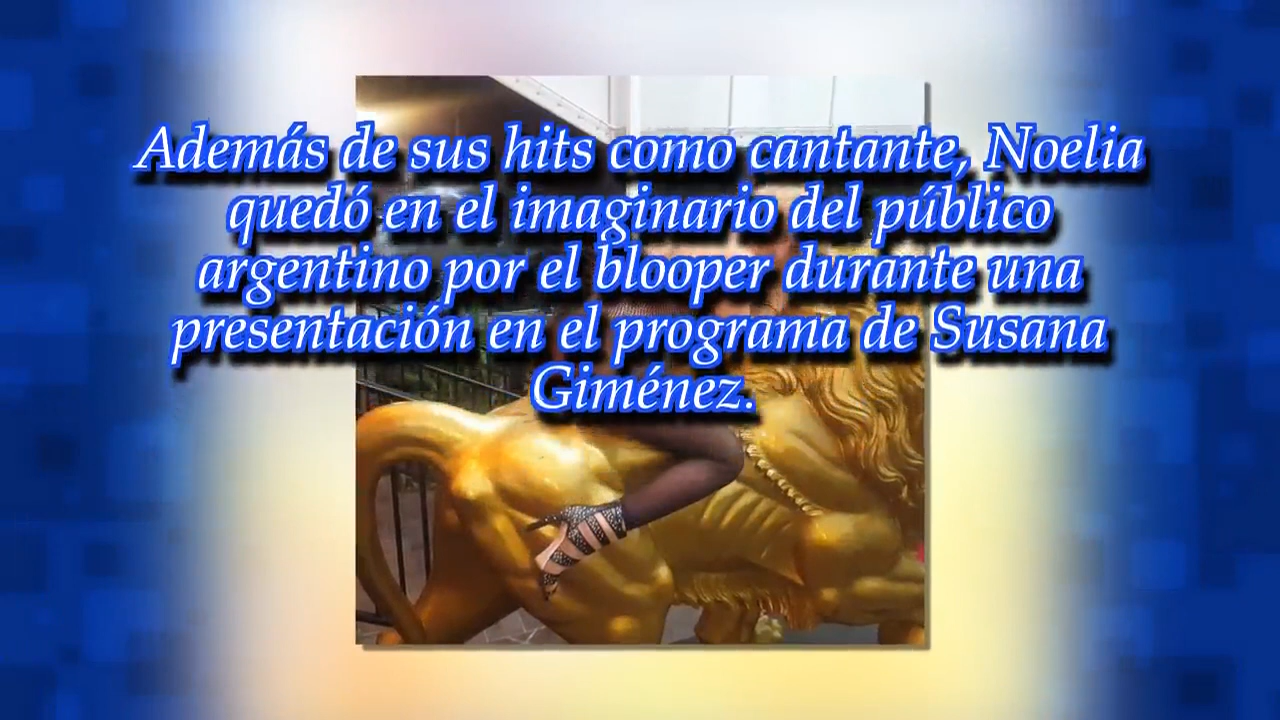 Además de sus hits como cantante, Noelia
quedó en el imaginario del público
argentino por el blooper durante una
presentación en el programa de Susana
Giménez.